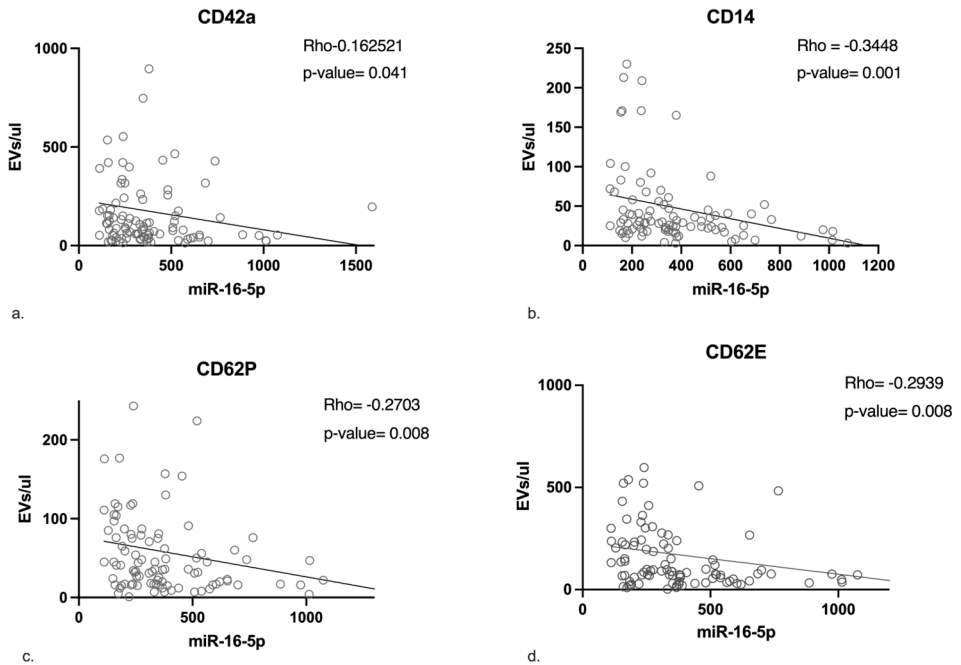 CD42a
Rho-0.162521
p-value= 0.041
1000
500
0
EVs/ul
0 500 1000 1500
miR-16-5p
a.
CD14
Rho = -0.3448
p-value = 0.001
250
200
150
100
50
0
EVs/ul
0 200 400 600 800 1000 1200
miR-16-5p
b.
CD62P
Rho= -0.2703
p-value= 0.008
200
100
0
EVs/ul
0 500 1000
miR-16-5p
c.
CD62E
Rho= -0.2939
p-value = 0.008
1000
500
0
EVs/ul
0 500 1000
miR-16-5p
d.